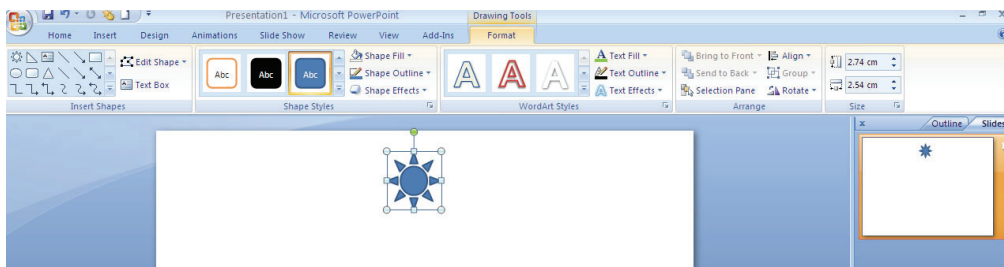 Presentation1 - Microsoft PowerPoint
Drawing Tools
Home Insert Design Animations Slide Show Review View Add-Ins Format
Edit Shape
Text Box
Insert Shapes
Abc Abc Abc
Shape Fill
Shape Outline
Shape Effects
Shape Styles
A A A
Text Fill
Text Outline
Text Effects
WordArt Styles
Bring to Front
Send to Back
Selection Pane
Align
Group
Rotate
Arrange
2.74 cm
2.54 cm
Size
Outline Slides